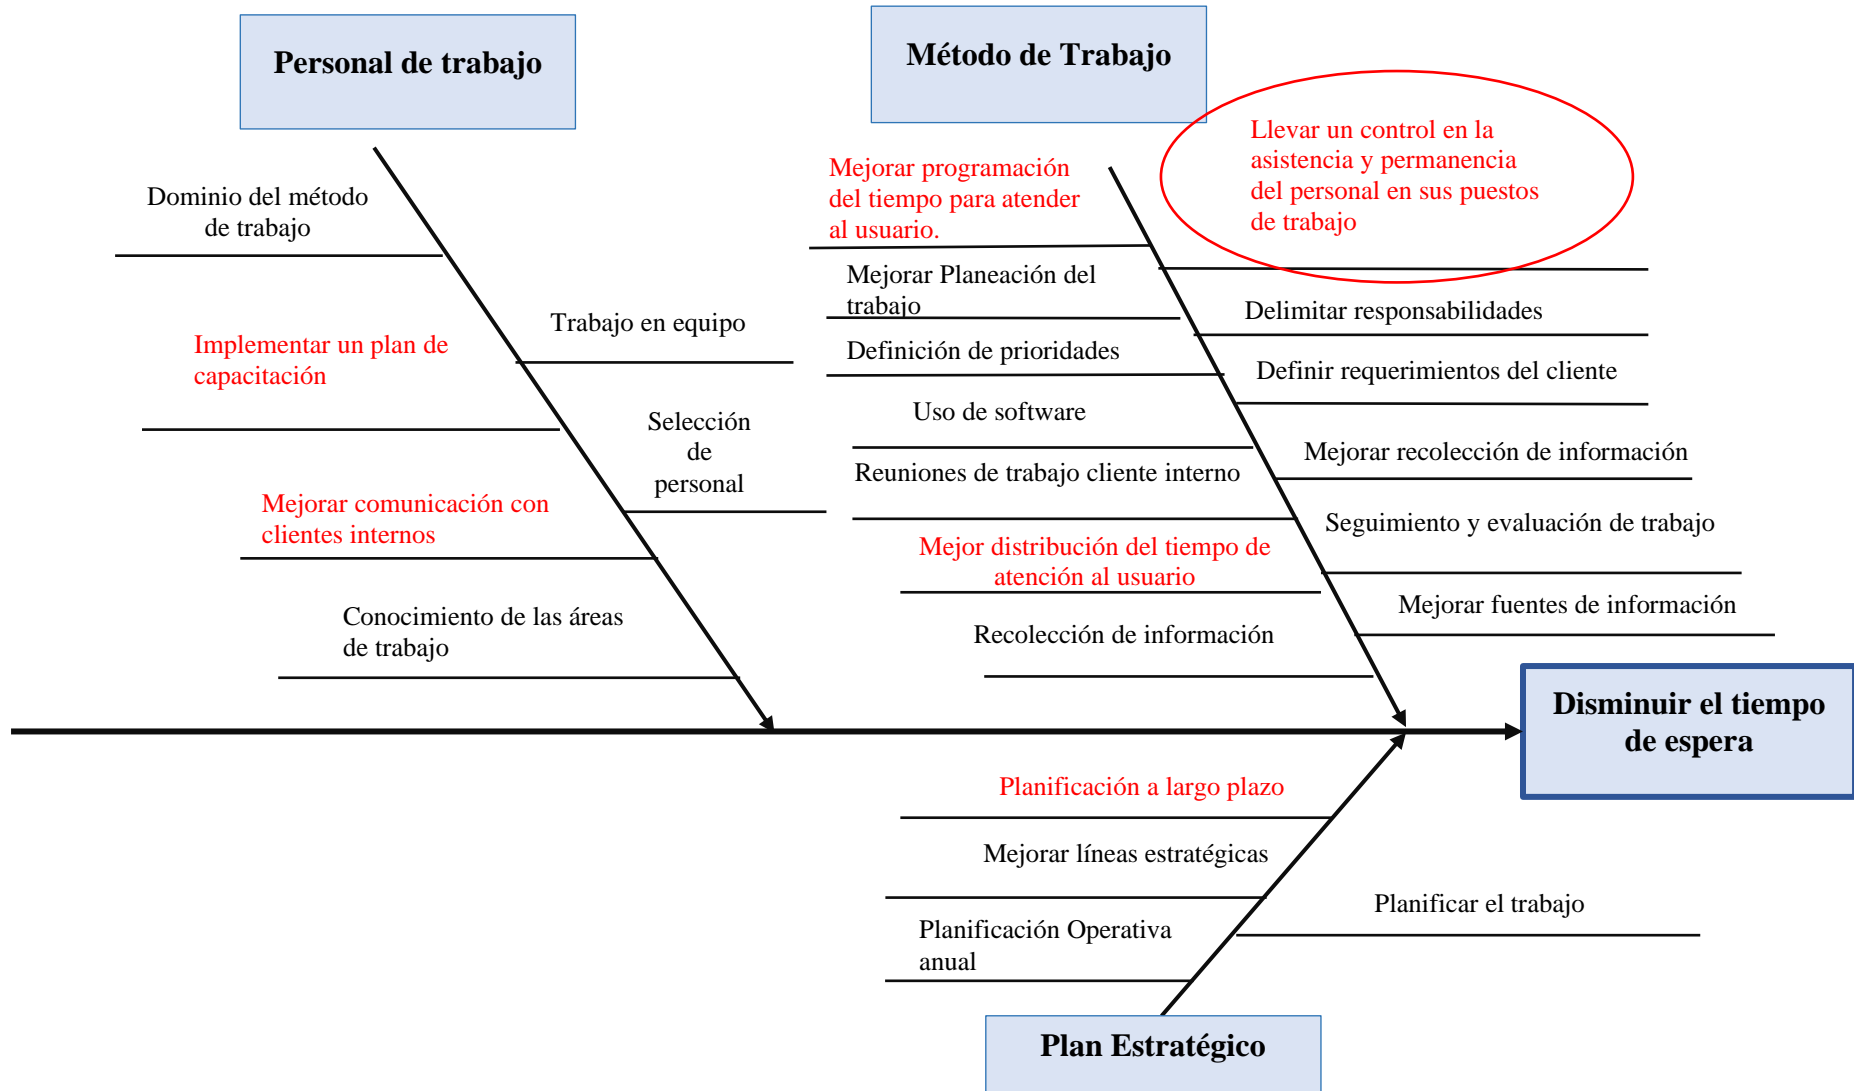 Personal de trabajo
Método de Trabajo
Dominio del método
de trabajo
Implementar un plan de
capacitación
Mejorar comunicación con
clientes internos
Conocimiento de las áreas
de trabajo
Trabajo en equipo
Selección
de
personal
Mejorar programación
del tiempo para atender
al usuario.
Mejorar Planeación del
trabajo
Definición de prioridades
Uso de software
Reuniones de trabajo cliente interno
Mejor distribución del tiempo de
atención al usuario
Recolección de información
Llevar un control en la
asistencia y permanencia
del personal en sus puestos
de trabajo
Delimitar responsabilidades
Definir requerimientos del cliente
Mejorar recolección de información
Seguimiento y evaluación de trabajo
Mejorar fuentes de información
Disminuir el tiempo
de espera
Planificación a largo plazo
Mejorar líneas estratégicas
Planificación Operativa
anual
Planificar el trabajo
Plan Estratégico